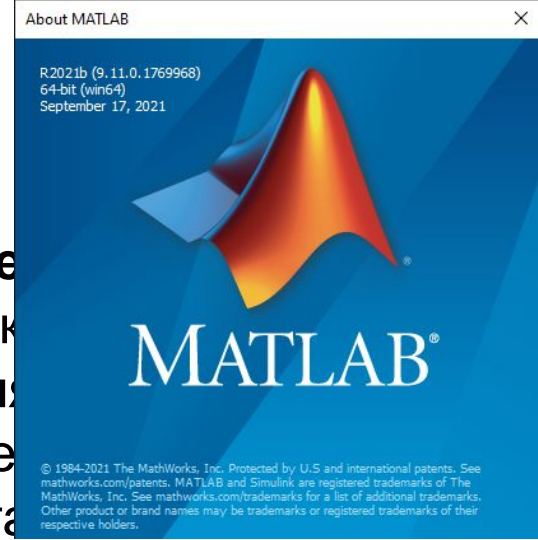 About MATLAB
R2021b (9.11.0.1769968)
64-bit (win64)
September 17, 2021
®
MATLAB®
© 1984-2021 The MathWorks, Inc. Protected by U.S and international patents. See
mathworks.com/patents. MATLAB and Simulink are registered trademarks of The
MathWorks, Inc. See mathworks.com/trademarks for a list of additional trademarks.
Other product or brand names may be trademarks or registered trademarks of their
respective holders.